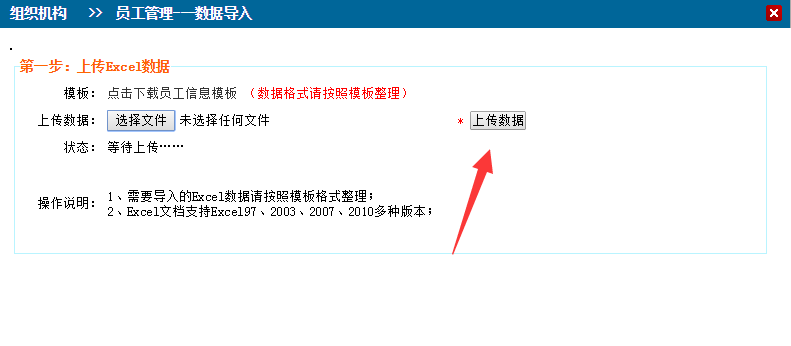 组织机构 >> 员工管理——数据导入
第一步：上传Excel数据
模板： 点击下载员工信息模板 （数据格式请按照模板整理）
上传数据： 选择文件 未选择任何文件 * 上传数据
状态： 等待上传……
操作说明： 1、需要导入的Excel数据请按照模板格式整理；
2、Excel文档支持Excel97、2003、2007、2010多种版本；